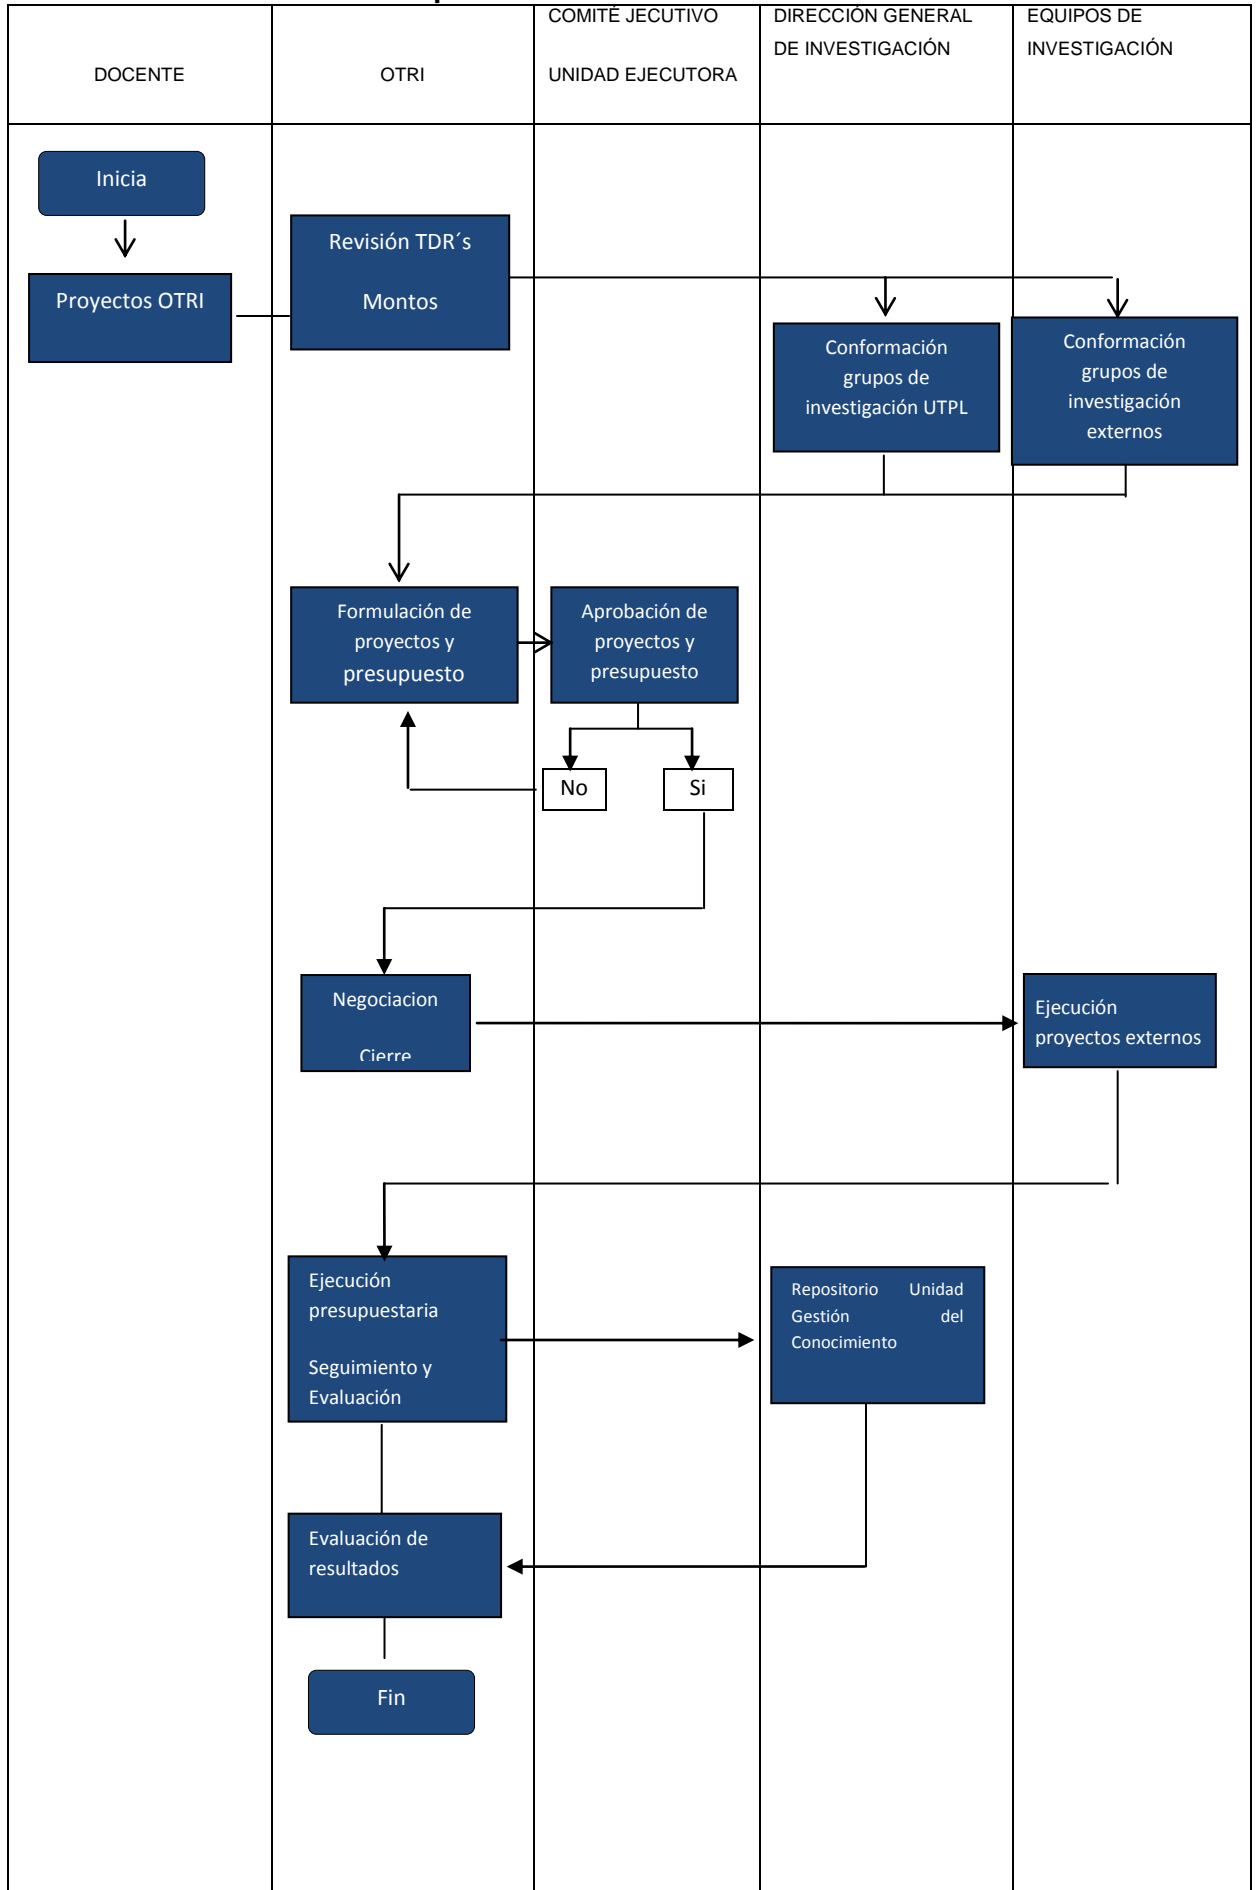 COMITÉ JECUTIVO
UNIDAD EJECUTORA
DIRECCIÓN GENERAL
DE INVESTIGACIÓN
EQUIPOS DE
INVESTIGACIÓN
DOCENTE
OTRI
Inicia
Proyectos OTRI
Revisión TDR´s
Montos
Conformación
grupos de
investigación UTPL
Conformación
grupos de
investigación
externos
Formulación de
proyectos y
presupuesto
Aprobación de
proyectos y
presupuesto
No
Si
Negociacion
Cierre
Ejecución
proyectos externos
Ejecución
presupuestaria
Seguimiento y
Evaluación
Repositorio Unidad
Gestión del
Conocimiento
Evaluación de
resultados
Fin